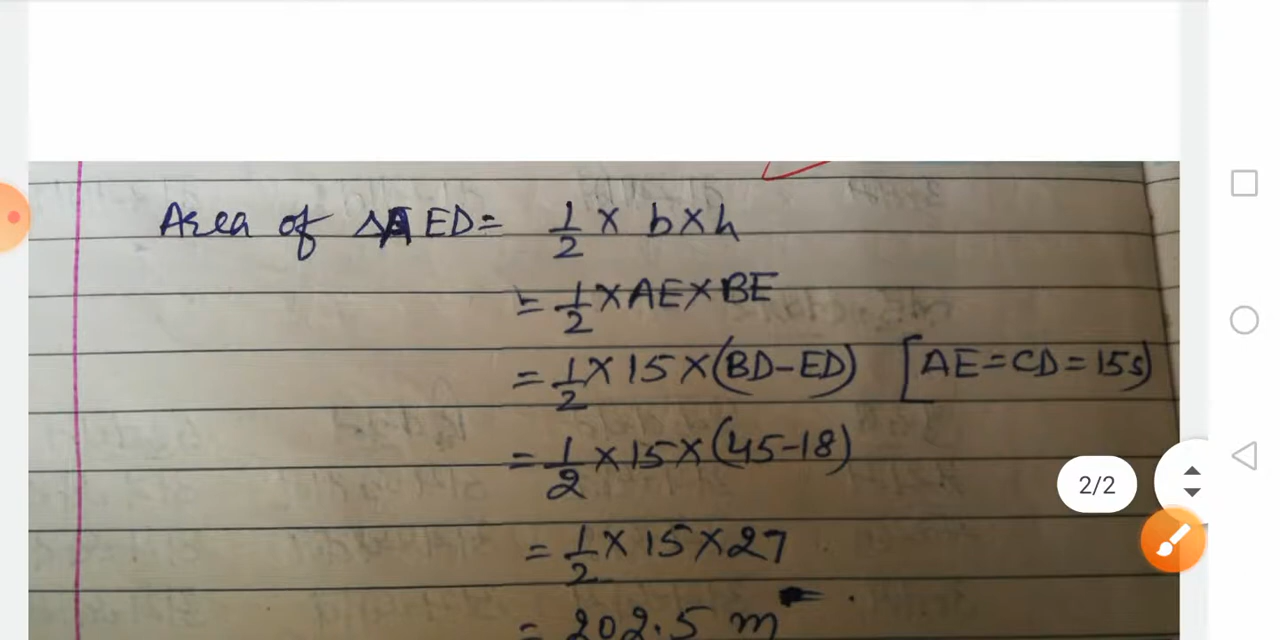 Area of ΔAED = 1/2 × b × h
= 1/2 × AE × BE
= 1/2 × 15 × (BD - ED) [AE = CD = 15s)
= 1/2 × 15 × (45-18)
2/2
= 1/2 × 15 × 27
= 202.5 m